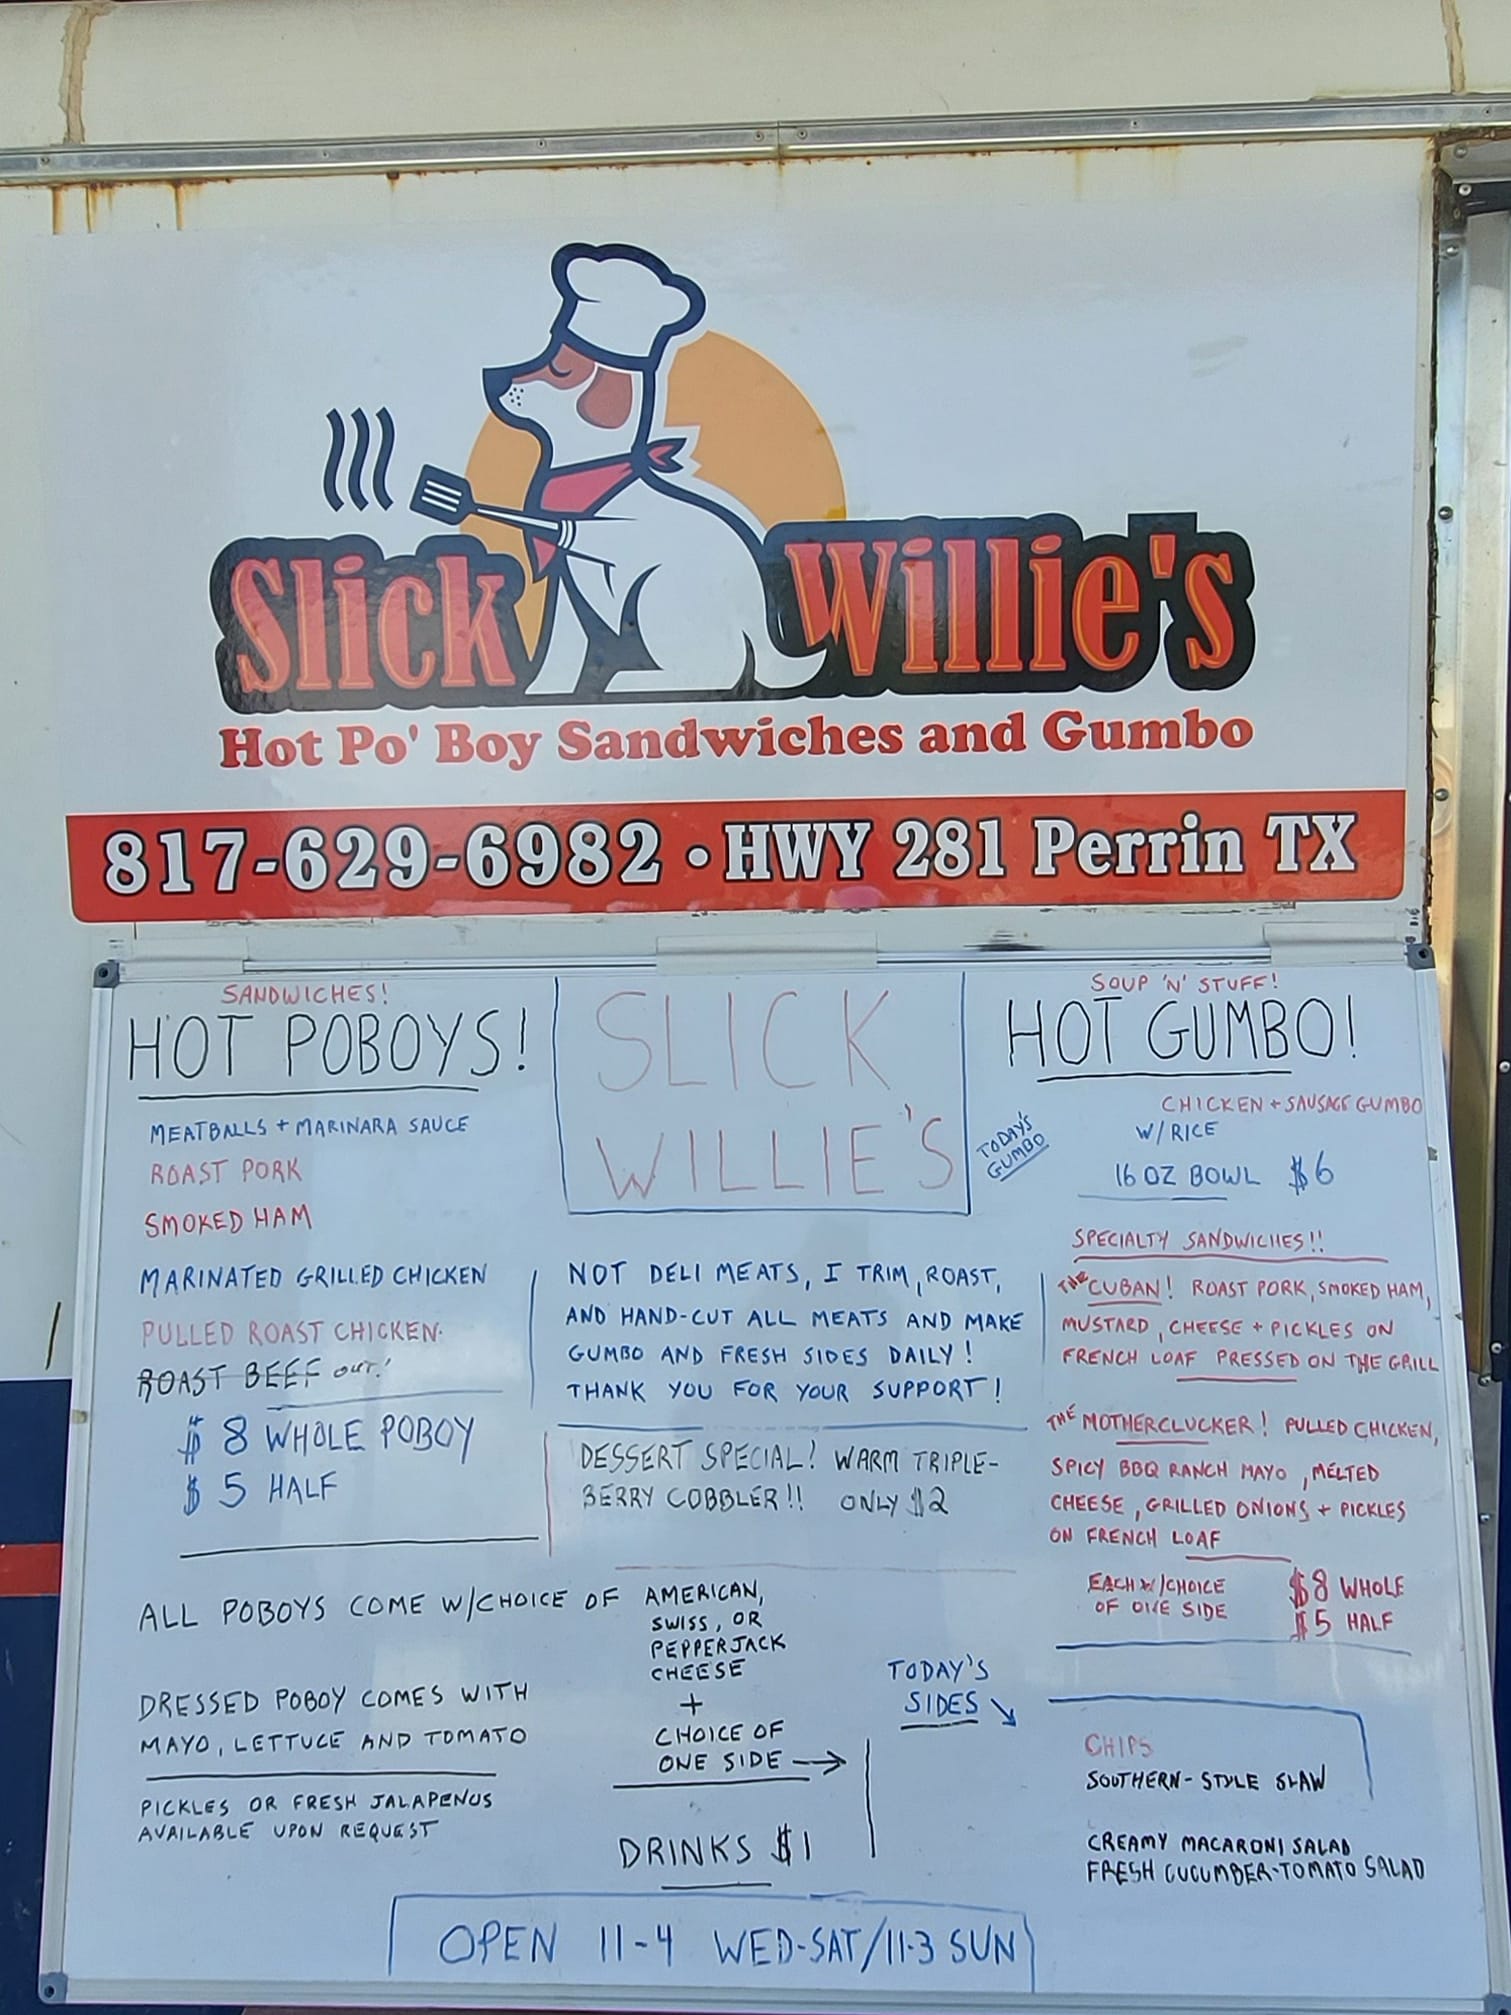 Slick Willie's
Hot Po' Boy Sandwiches and Gumbo
817-629-6982 • HWY 281 Perrin TX
SANDWICHES!
HOT POBOYS!
MEATBALLS + MARINARA SAUCE
ROAST PORK
SMOKED HAM
MARINATED GRILLED CHICKEN
PULLED ROAST CHICKEN
ROAST BEEF OUT!
$8 WHOLE POBOY
$5 HALF
SLICK
WILLIE'S
NOT DELI MEATS, I TRIM, ROAST,
AND HAND-CUT ALL MEATS AND MAKE
GUMBO AND FRESH SIDES DAILY!
THANK YOU FOR YOUR SUPPORT!
DESSERT SPECIAL! WARM TRIPLE-
BERRY COBBLER!! ONLY $2
SOUP 'N' STUFF!
HOT GUMBO!
TODAY'S
GUMBO
CHICKEN + SAUSAGE GUMBO
W/RICE
16 OZ BOWL $6
SPECIALTY SANDWICHES!!
THE CUBAN! ROAST PORK, SMOKED HAM,
MUSTARD, CHEESE + PICKLES ON
FRENCH LOAF PRESSED ON THE GRILL
THE MOTHERCLUCKER! PULLED CHICKEN,
SPICY BBQ RANCH MAYO, MELTED
CHEESE, GRILLED ONIONS + PICKLES
ON FRENCH LOAF
EACH W/CHOICE
OF ONE SIDE
$8 WHOLE
$5 HALF
ALL POBOYS COME W/CHOICE OF AMERICAN,
SWISS, OR
PEPPERJACK
CHEESE
+
CHOICE OF
ONE SIDE
DRESSED POBOY COMES WITH
MAYO, LETTUCE AND TOMATO
PICKLES OR FRESH JALAPENOS
AVAILABLE UPON REQUEST
DRINKS $1
TODAY'S
SIDES
CHIPS
SOUTHERN-STYLE SLAW
CREAMY MACARONI SALAD
FRESH CUCUMBER-TOMATO SALAD
OPEN 11-4 WED-SAT/11-3 SUN